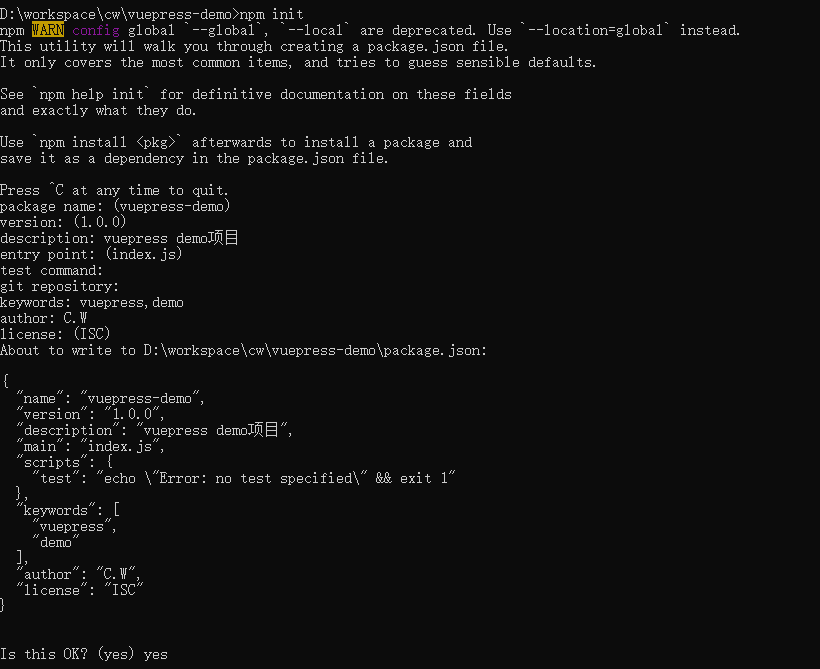 D:\workspace\cw\vuepress-demo>npm init
npm WARN config global `--global`, `--local` are deprecated. Use `--location=global` instead.
This utility will walk you through creating a package.json file.
It only covers the most common items, and tries to guess sensible defaults.

See `npm help init` for definitive documentation on these fields
and exactly what they do.

Use `npm install <pkg>` afterwards to install a package and
save it as a dependency in the package.json file.

Press ^C at any time to quit.
package name: (vuepress-demo)
version: (1.0.0)
description: vuepress demo项目
entry point: (index.js)
test command:
git repository:
keywords: vuepress,demo
author: C.W
license: (ISC)
About to write to D:\workspace\cw\vuepress-demo\package.json:

{
  "name": "vuepress-demo",
  "version": "1.0.0",
  "description": "vuepress demo项目",
  "main": "index.js",
  "scripts": {
    "test": "echo \"Error: no test specified\" && exit 1"
  },
  "keywords": [
    "vuepress",
    "demo"
  ],
  "author": "C.W",
  "license": "ISC"
}

Is this OK? (yes) yes